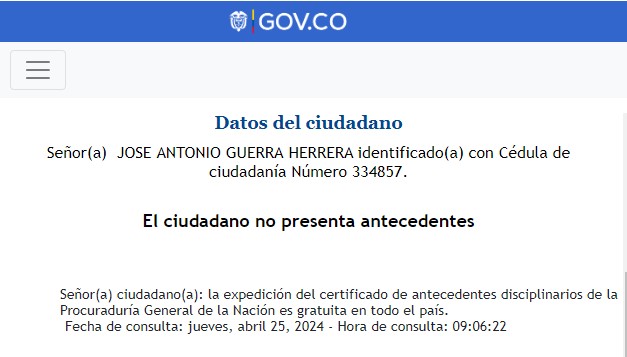 GOV.CO
Datos del ciudadano
Señor(a) JOSE ANTONIO GUERRA HERRERA identificado(a) con Cédula de
ciudadanía Número 334857.
El ciudadano no presenta antecedentes
Señor(a) ciudadano(a): la expedición del certificado de antecedentes disciplinarios de la
Procuraduría General de la Nación es gratuita en todo el país.
Fecha de consulta: jueves, abril 25, 2024 - Hora de consulta: 09:06:22